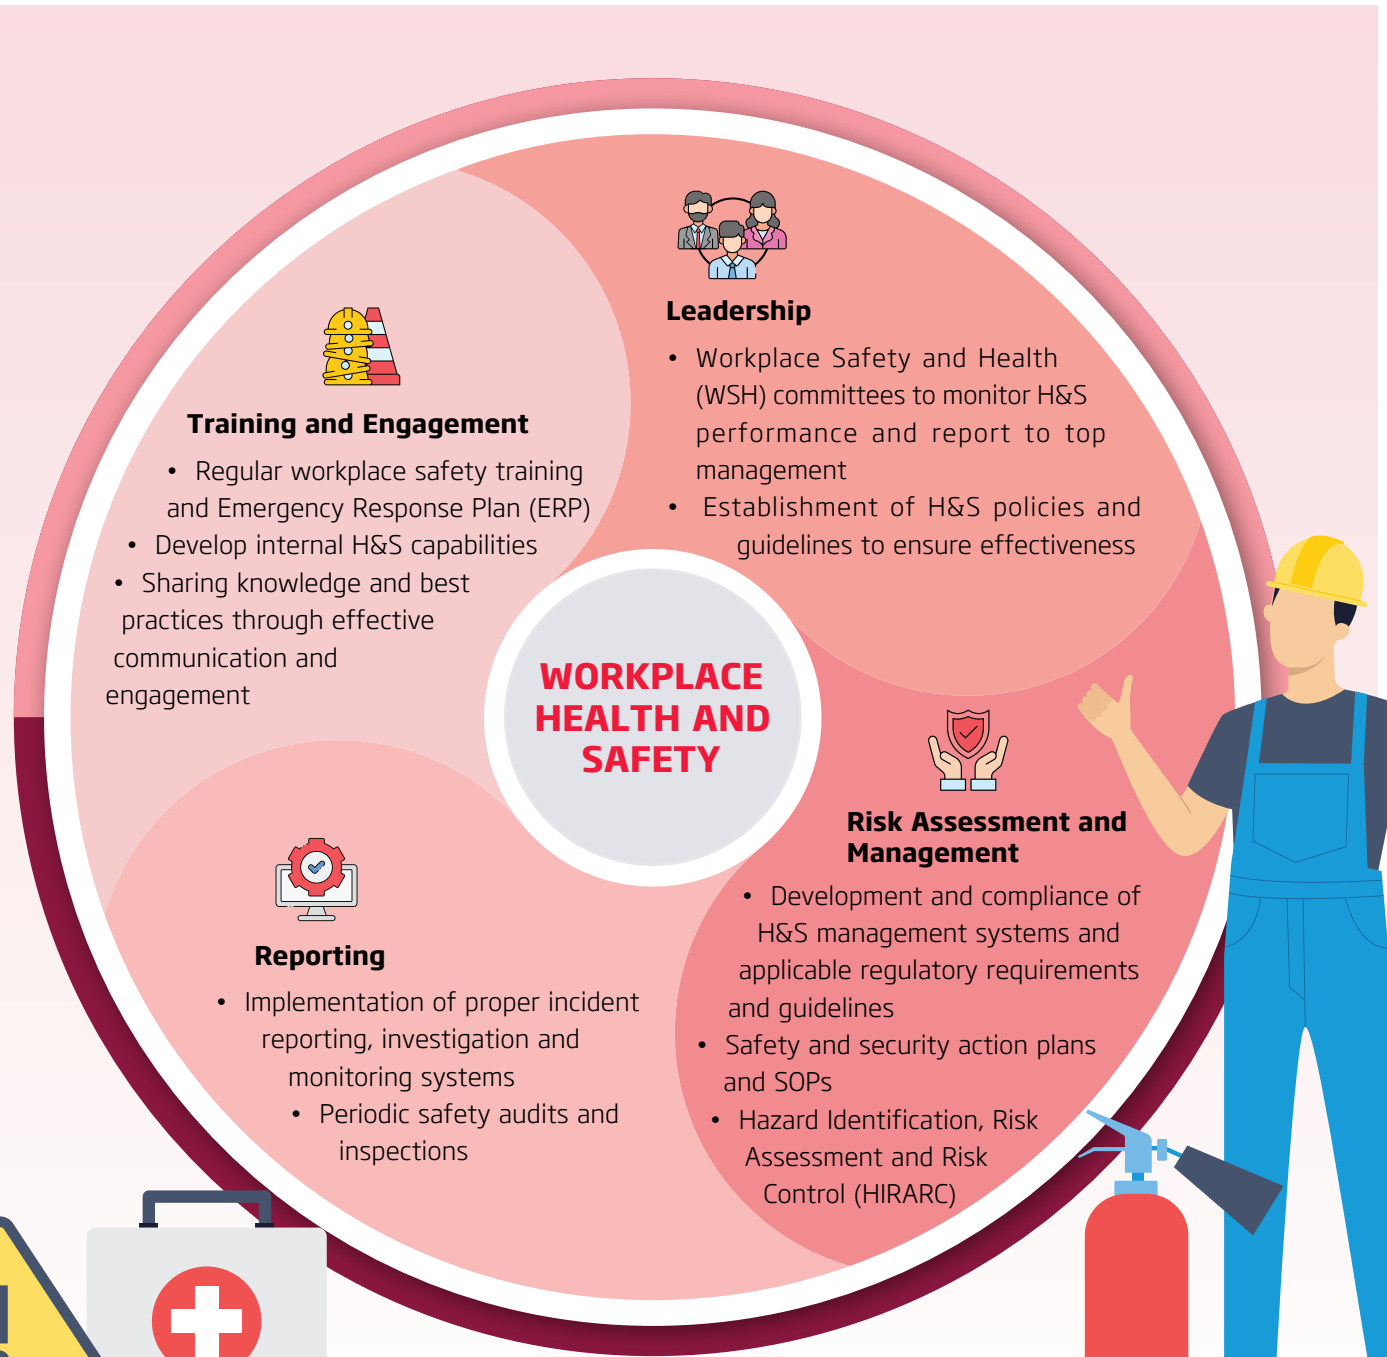 Leadership
• Workplace Safety and Health
(WSH) committees to monitor H&S
performance and report to top
management
• Establishment of H&S policies and
guidelines to ensure effectiveness
Training and Engagement
• Regular workplace safety training
and Emergency Response Plan (ERP)
• Develop internal H&S capabilities
• Sharing knowledge and best
practices through effective
communication and
engagement
WORKPLACE
HEALTH AND
SAFETY
Risk Assessment and
Management
• Development and compliance of
H&S management systems and
applicable regulatory requirements
and guidelines
• Safety and security action plans
and SOPs
• Hazard Identification, Risk
Assessment and Risk
Control (HIRARC)
Reporting
• Implementation of proper incident
reporting, investigation and
monitoring systems
• Periodic safety audits and
inspections